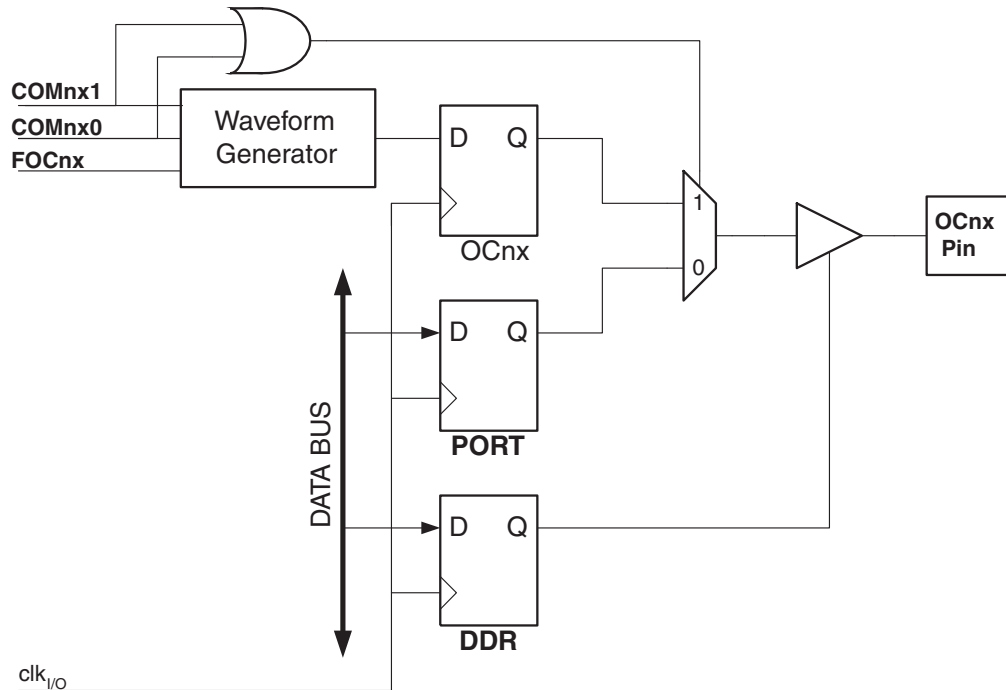 COMnx1
COMnx0
FOCnx
Waveform
Generator
D Q
OCnx
1
0
OCnx
Pin
D Q
PORT
DATA BUS
D Q
DDR
clkI/O